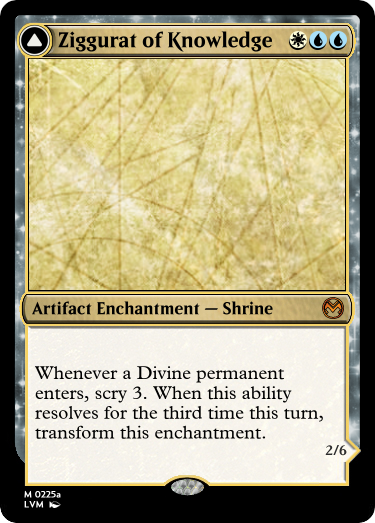 Ziggurat of Knowledge
Artifact Enchantment — Shrine
Whenever a Divine permanent
enters, scry 3. When this ability
resolves for the third time this turn,
transform this enchantment.
2/6
M 0225a
LVM